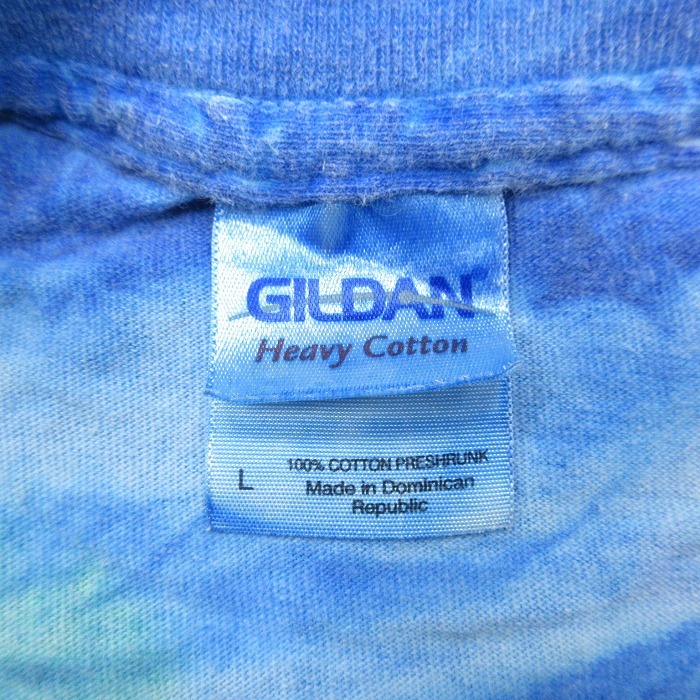 GILDAN
Heavy Cotton
100% COTTON PRESHRUNK
L
Made in Dominican
Republic